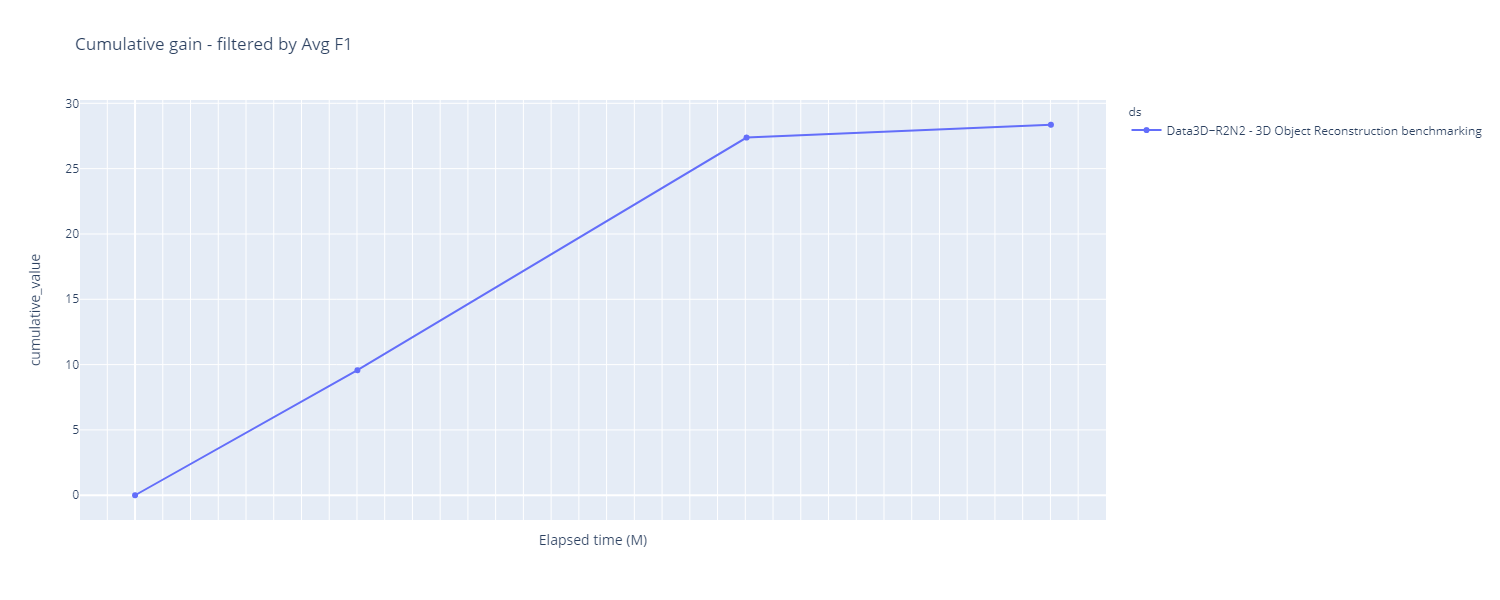 Cumulative gain - filtered by Avg F1
30
25
20
15
10
5
0
cumulative_value
Elapsed time (M)
ds
Data3D−R2N2 - 3D Object Reconstruction benchmarking